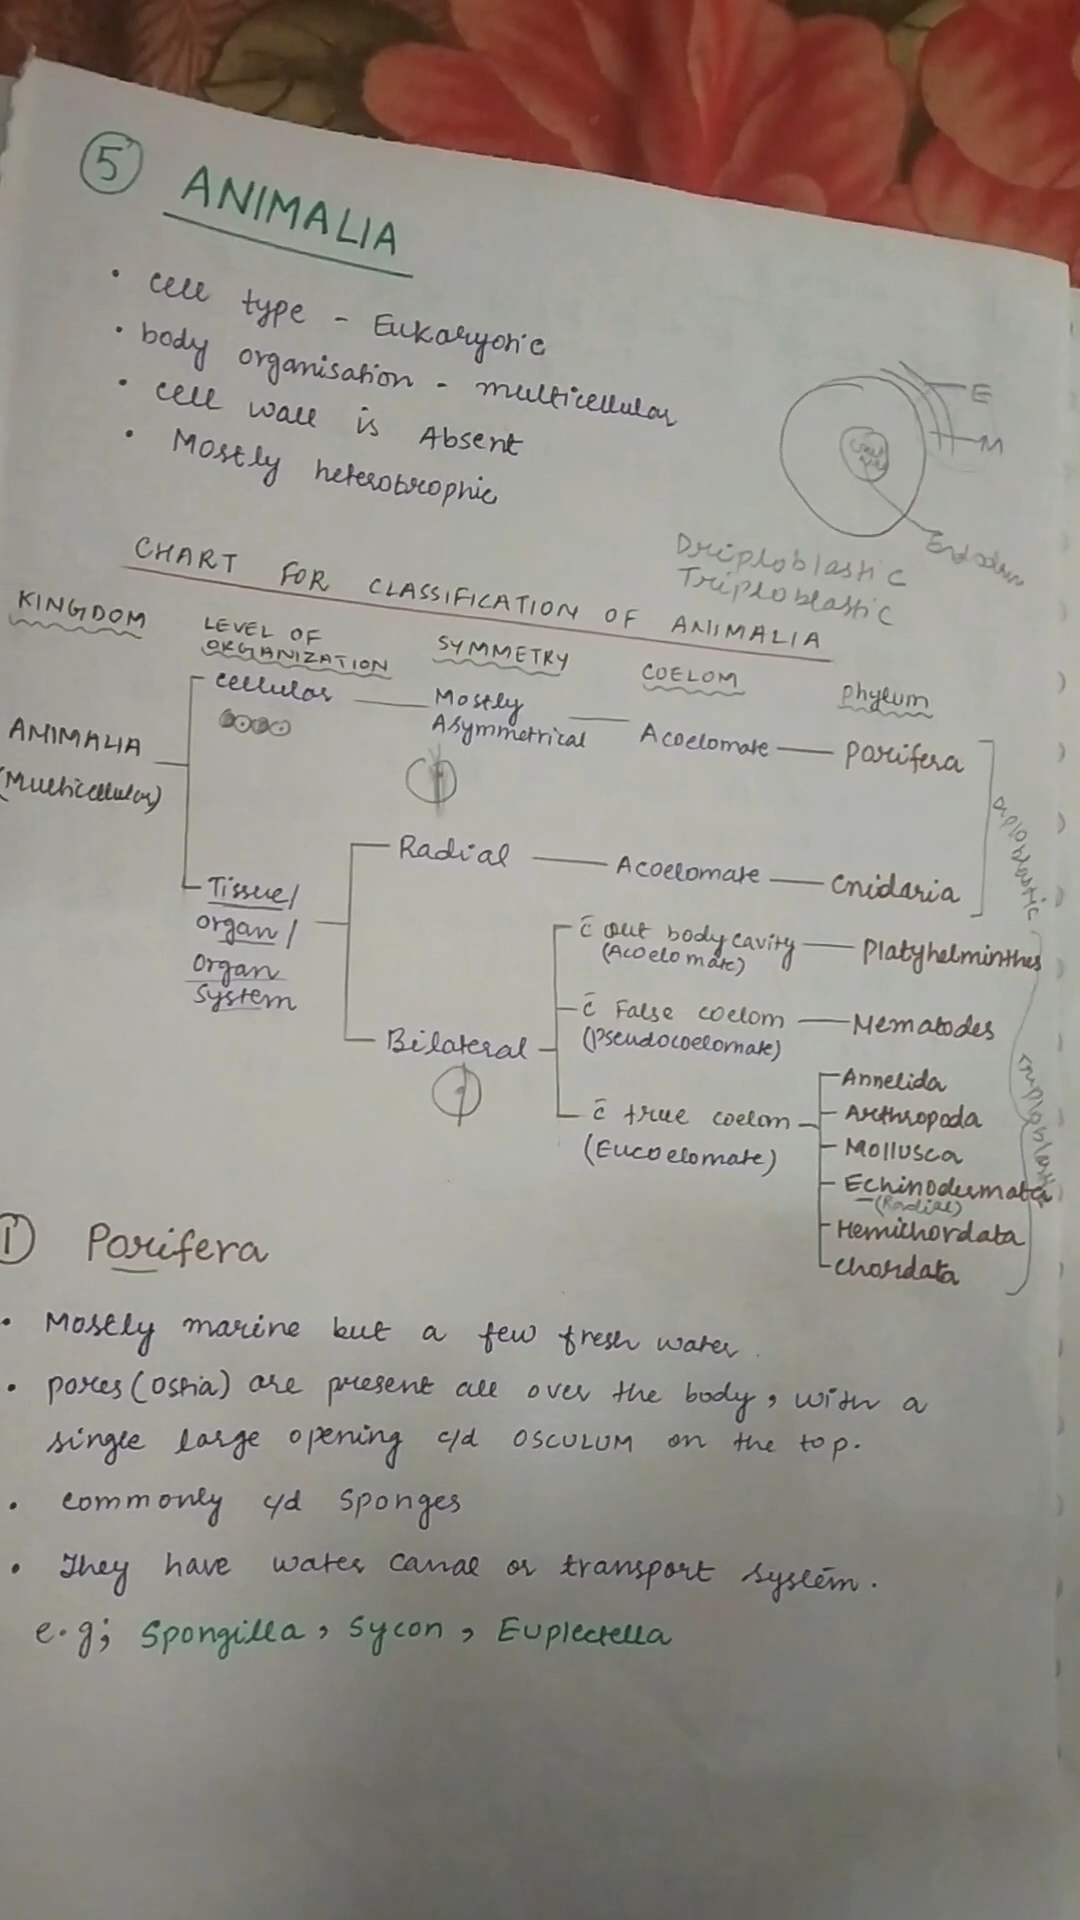 5
ANIMALIA
• cell type - Eukaryotic
• body organisation - multicellular
• cell wall is Absent
• Mostly heterotrophic
E
M
Endoderm
Driploblastic
Triploblastic
CHART FOR CLASSIFICATION OF ANIMALIA
KINGDOM
LEVEL OF
ORGANIZATION
SYMMETRY
COELOM
Phylum
ANIMALIA
(Multicellular)
cellular
Mostly
Asymmetrical
Acoelomate
Porifera
Tissue/
organ/
organ
system
Radial
Acoelomate
Cnidaria
Bilateral
c̄ out body cavity
(Acoelomate)
Platyhelminthes
c̄ False coelom
(Pseudocoelomate)
Nematodes
c̄ true coelom
(Eucoelomate)
Annelida
Arthropoda
Mollusca
Echinodermata
(Radial)
Hemichordata
Chordata
1 Porifera
• Mostly marine but a few fresh water.
• pores (Ostia) are present all over the body, with a
single large opening c/d OSCULUM on the top.
• commonly c/d Sponges
• They have water canal or transport system.
e.g; Spongilla, Sycon, Euplectella